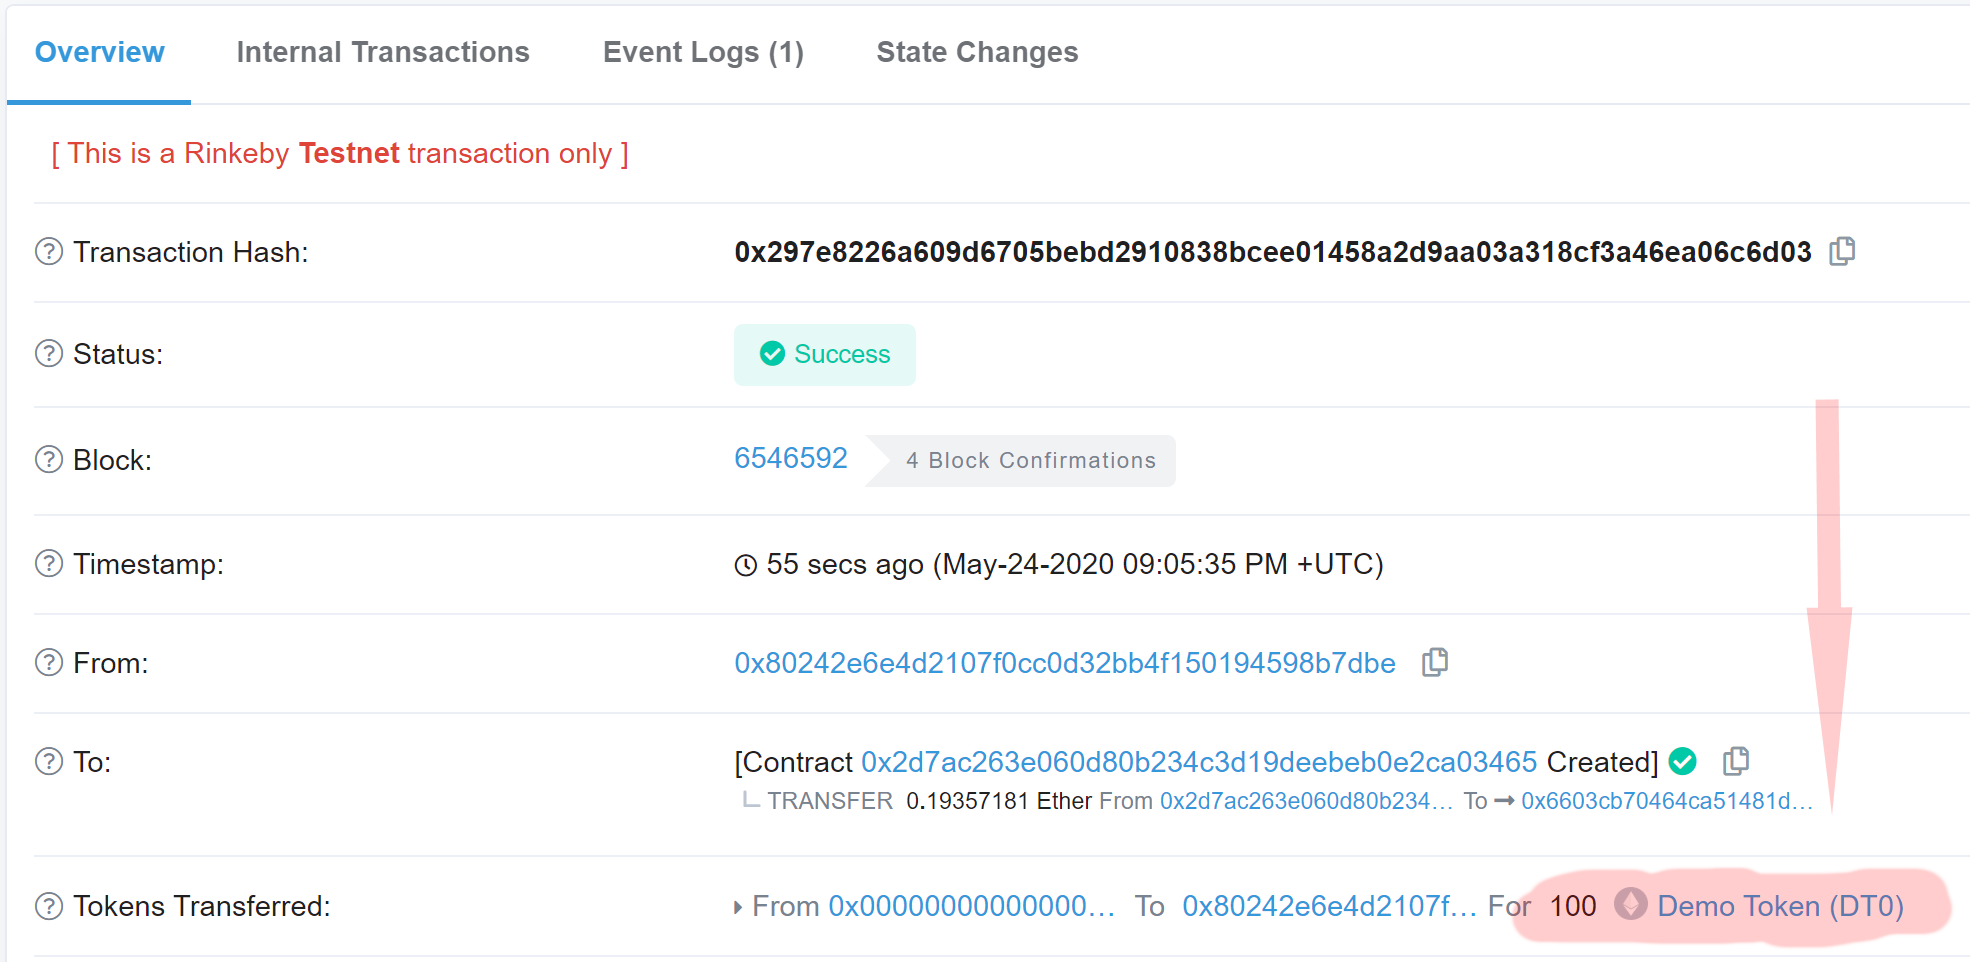 Overview Internal Transactions Event Logs (1) State Changes
[ This is a Rinkeby Testnet transaction only ]
Transaction Hash: 0x297e8226a609d6705bebd2910838bcee01458a2d9aa03a318cf3a46ea06c6d03
Status: Success
Block: 6546592 4 Block Confirmations
Timestamp: 55 secs ago (May-24-2020 09:05:35 PM +UTC)
From: 0x80242e6e4d2107f0cc0d32bb4f150194598b7dbe
To: [Contract 0x2d7ac263e060d80b234c3d19deebeb0e2ca03465 Created]
TRANSFER 0.19357181 Ether From 0x2d7ac263e060d80b234... To → 0x6603cb70464ca51481d...
Tokens Transferred: From 0x00000000000000... To 0x80242e6e4d2107f... For 100 Demo Token (DT0)